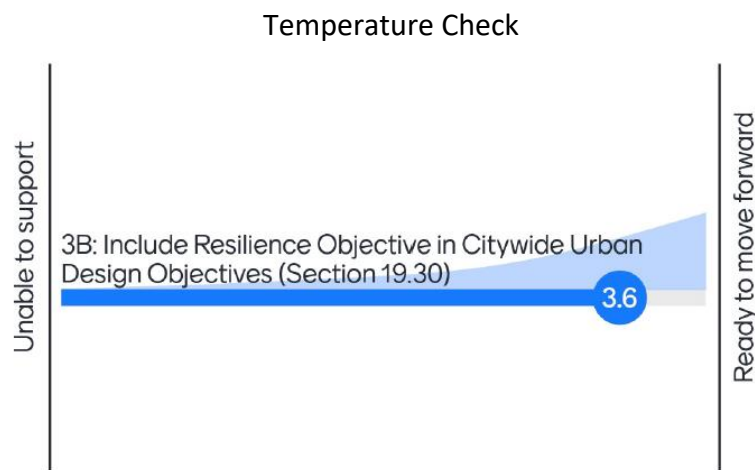 Temperature Check
Unable to support
3B: Include Resilience Objective in Citywide Urban
Design Objectives (Section 19.30)
3.6
Ready to move forward